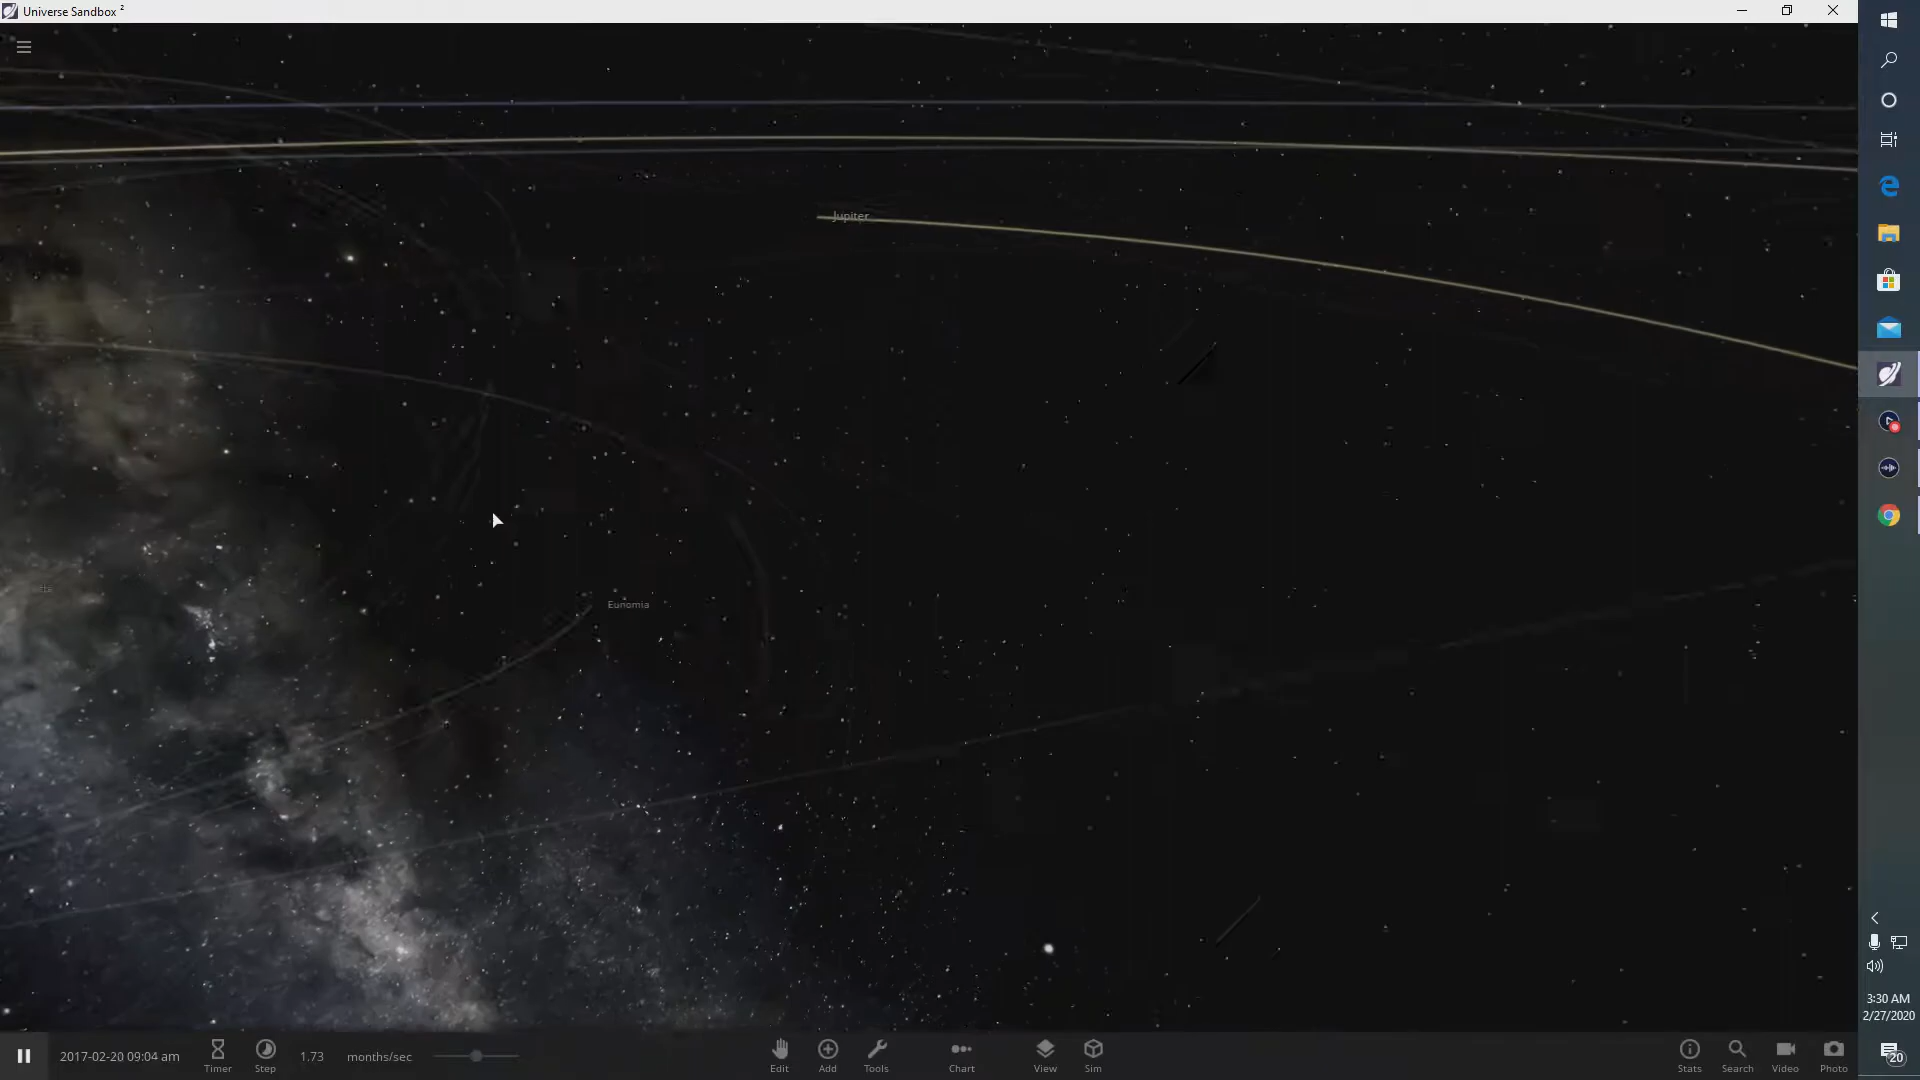 Universe Sandbox ²
Jupiter
Eunomia
2017-02-20 09:04 am
Timer
Step
1.73 months/sec
Edit
Add
Tools
Chart
View
Sim
Stats
Search
Video
Photo
3:30 AM
2/27/2020
20